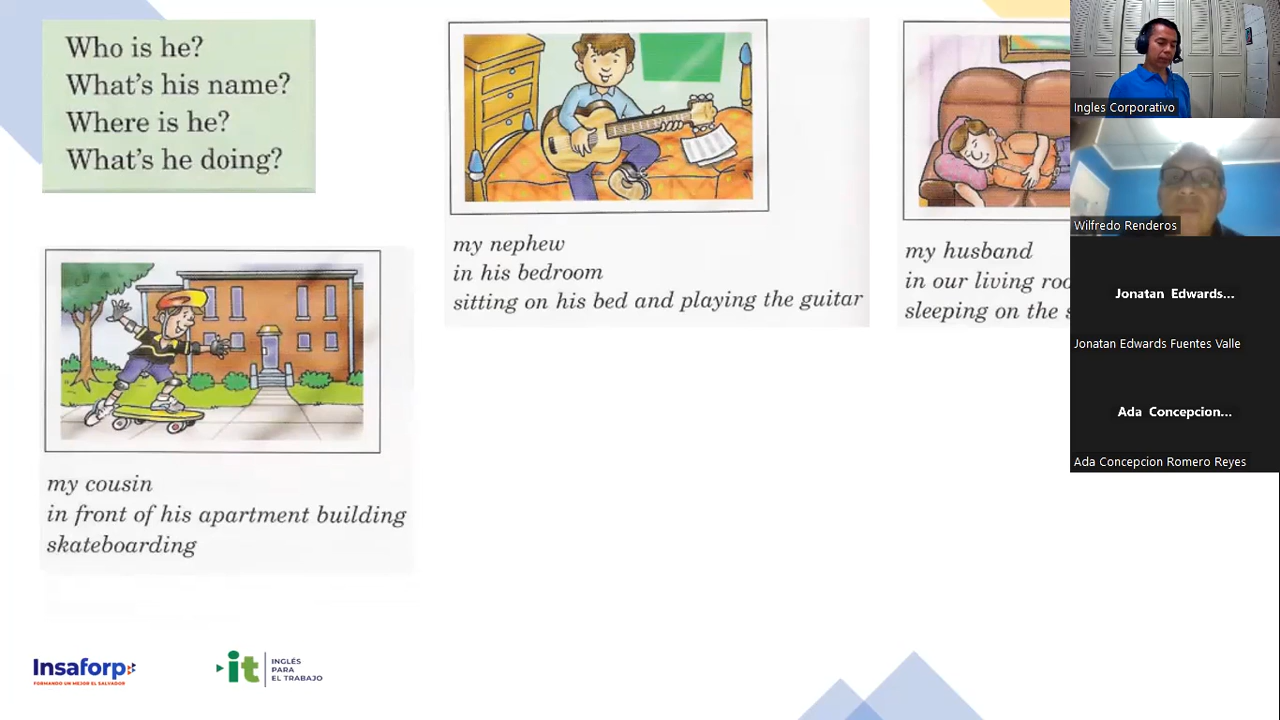 Who is he?
What's his name?
Where is he?
What's he doing?
my nephew
in his bedroom
sitting on his bed and playing the guitar
my husband
in our living
sleeping on the
my cousin
in front of his apartment building
skateboarding
Ingles Corporativo
Wilfredo Renderos
Jonatan Edwards...
Jonatan Edwards Fuentes Valle
Ada Concepcion...
Ada Concepcion Romero Reyes
Insaforp
FORMANDO UN MEJOR EL SALVADOR
it
INGLÉS
PARA
EL TRABAJO